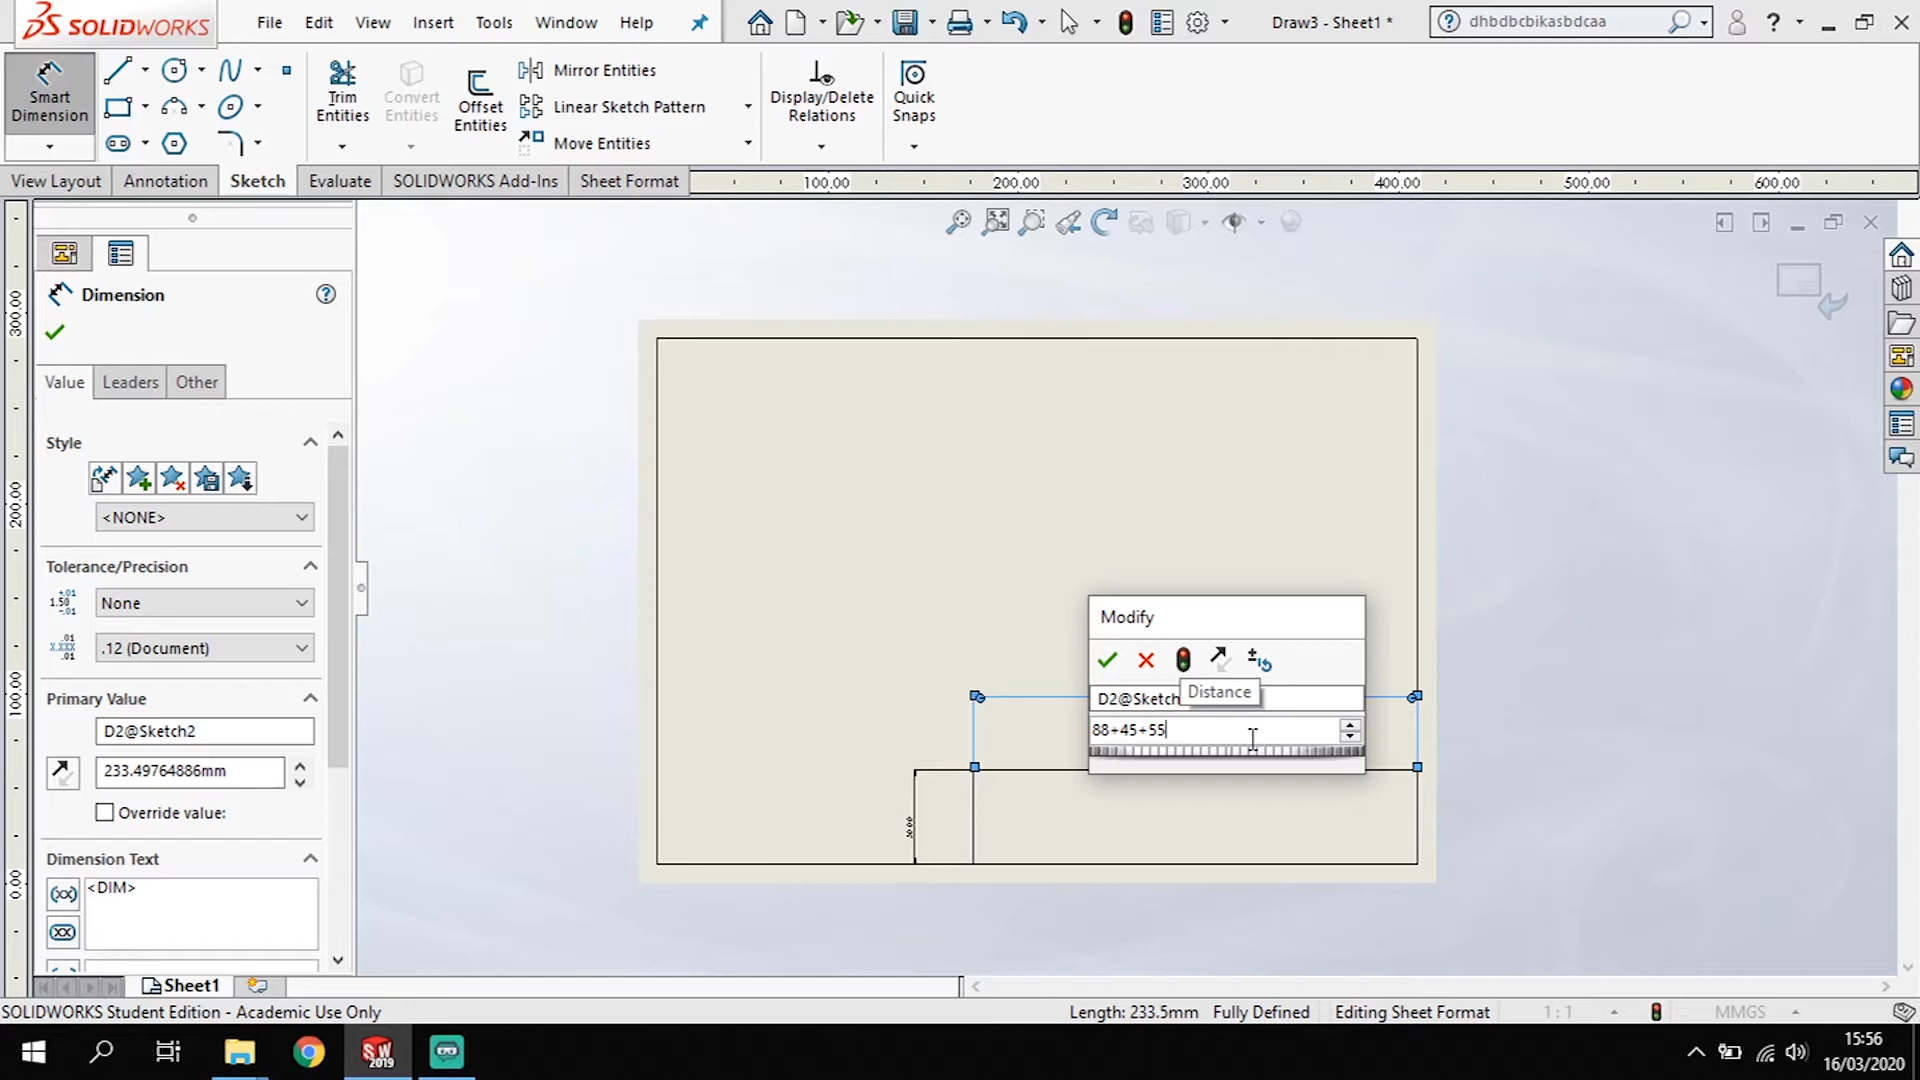 SOLIDWORKS
File Edit View Insert Tools Window Help
Draw3 - Sheet1 *
dhbdbcbikasbdcaa
Smart Dimension
Trim Entities
Convert Entities
Offset Entities
Mirror Entities
Linear Sketch Pattern
Move Entities
Display/Delete Relations
Quick Snaps
View Layout Annotation Sketch Evaluate SOLIDWORKS Add-Ins Sheet Format
100.00 200.00 300.00 400.00 500.00 600.00
300.00
200.00
100.00
0.00
Dimension
Value Leaders Other
Style
<NONE>
Tolerance/Precision
None
.12 (Document)
Primary Value
D2@Sketch2
233.49764886mm
Override value:
Dimension Text
<DIM>
Modify
D2@Sketch
Distance
88+45+55
Sheet1
SOLIDWORKS Student Edition - Academic Use Only
Length: 233.5mm Fully Defined Editing Sheet Format 1 : 1 MMGS
SW 2019
15:56
16/03/2020